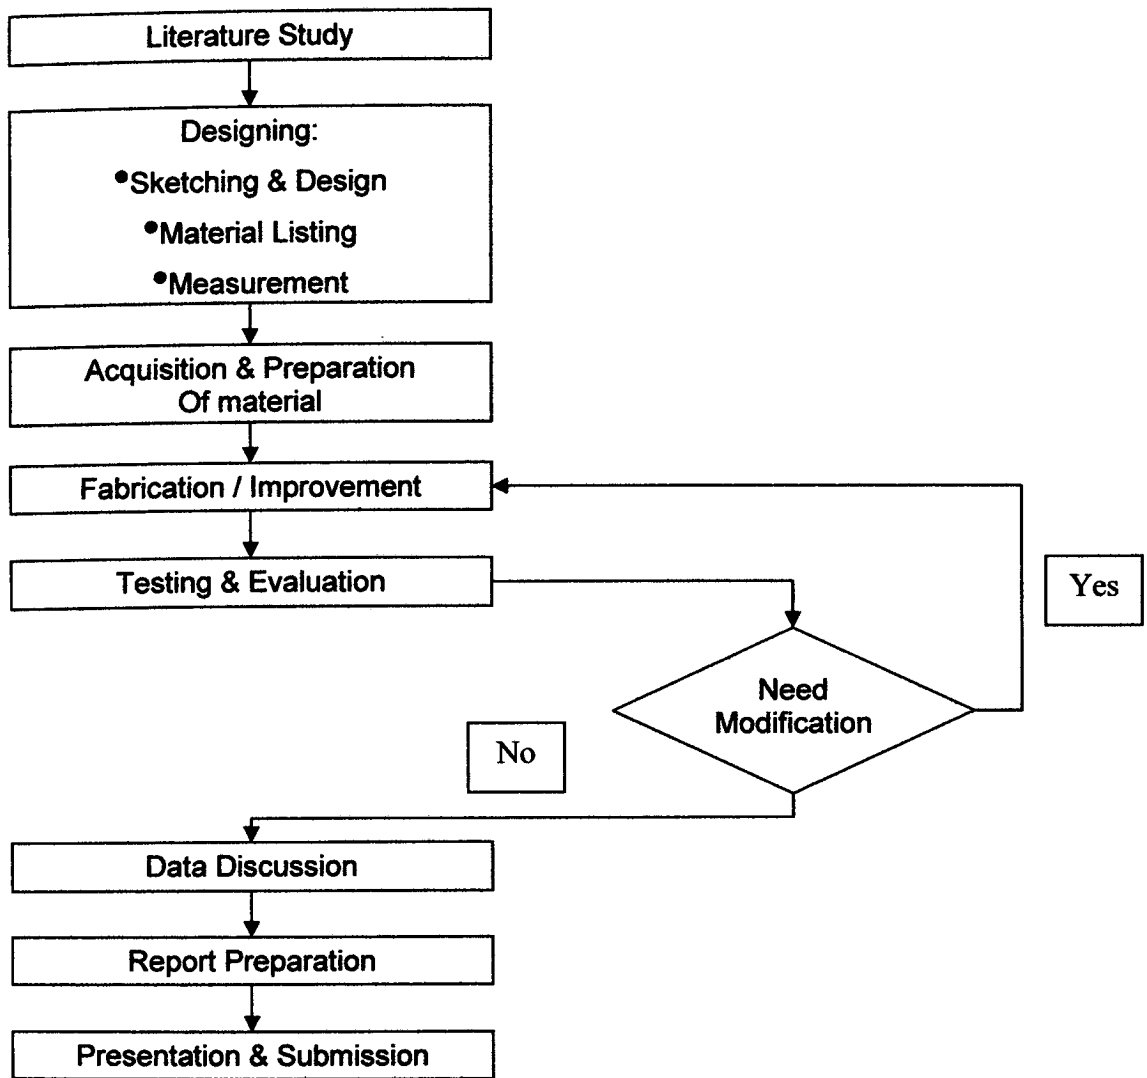 Literature Study
Designing:
•Sketching & Design
•Material Listing
•Measurement
Acquisition & Preparation
Of material
Fabrication / Improvement
Testing & Evaluation
Yes
Need
Modification
No
Data Discussion
Report Preparation
Presentation & Submission